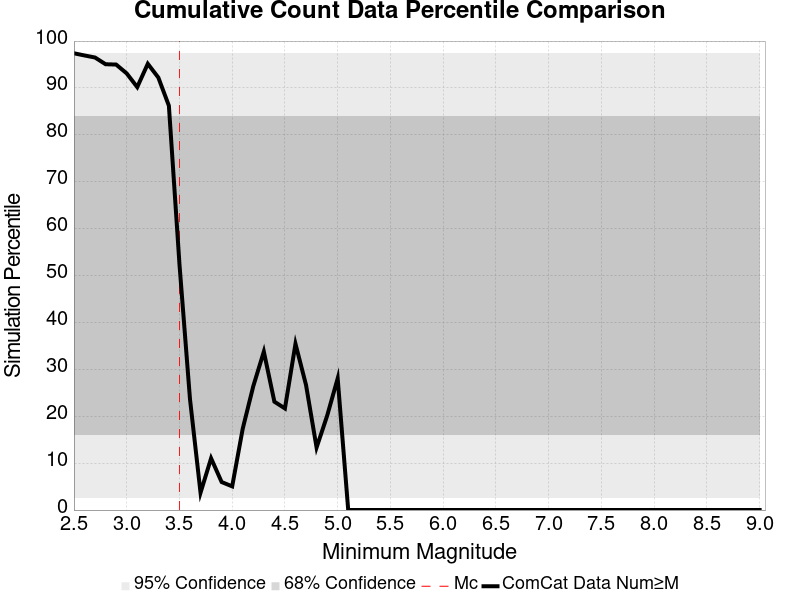 Cumulative Count Data Percentile Comparison
100
90
80
70
60
50
40
30
20
10
0
Simulation Percentile
2.5 3.0 3.5 4.0 4.5 5.0 5.5 6.0 6.5 7.0 7.5 8.0 8.5 9.0
Minimum Magnitude
95% Confidence 68% Confidence Mc ComCat Data Num≥M